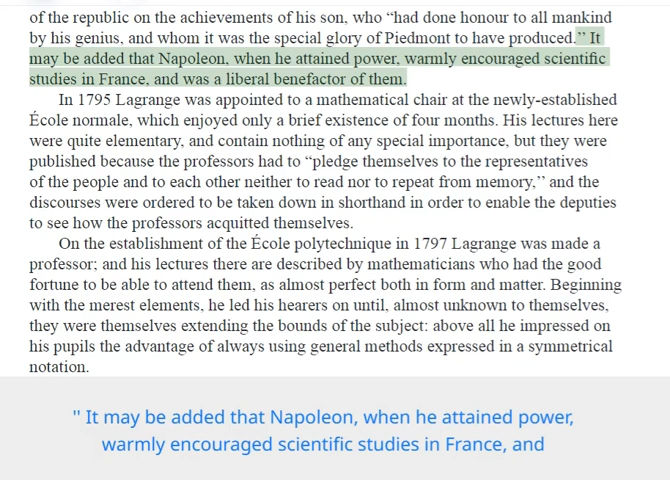 of the republic on the achievements of his son, who “had done honour to all mankind
by his genius, and whom it was the special glory of Piedmont to have produced.” It
may be added that Napoleon, when he attained power, warmly encouraged scientific
studies in France, and was a liberal benefactor of them.
In 1795 Lagrange was appointed to a mathematical chair at the newly-established
École normale, which enjoyed only a brief existence of four months. His lectures here
were quite elementary, and contain nothing of any special importance, but they were
published because the professors had to “pledge themselves to the representatives
of the people and to each other neither to read nor to repeat from memory,” and the
discourses were ordered to be taken down in shorthand in order to enable the deputies
to see how the professors acquitted themselves.
On the establishment of the École polytechnique in 1797 Lagrange was made a
professor; and his lectures there are described by mathematicians who had the good
fortune to be able to attend them, as almost perfect both in form and matter. Beginning
with the merest elements, he led his hearers on until, almost unknown to themselves,
they were themselves extending the bounds of the subject: above all he impressed on
his pupils the advantage of always using general methods expressed in a symmetrical
notation.
" It may be added that Napoleon, when he attained power,
warmly encouraged scientific studies in France, and